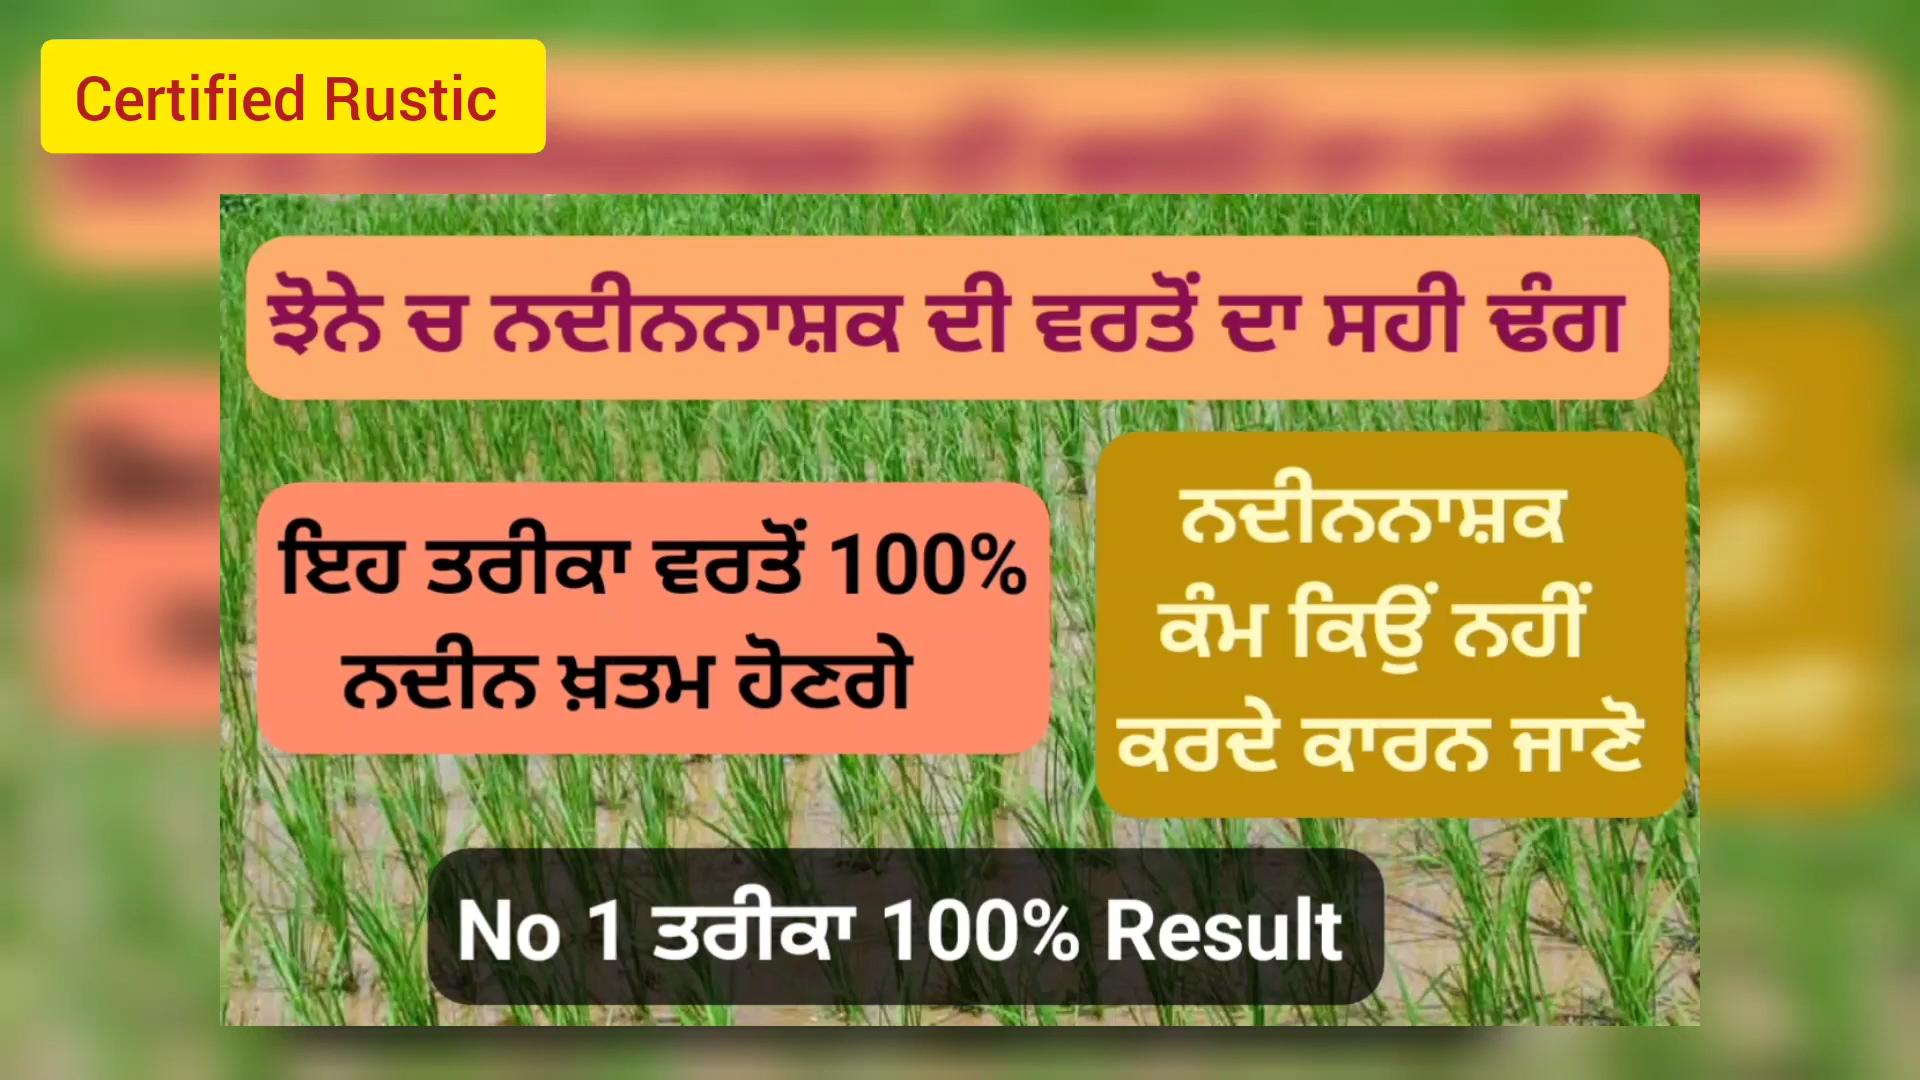 Certified Rustic
ਝੋਨੇ ਚ ਨਦੀਨਨਾਸ਼ਕ ਦੀ ਵਰਤੋਂ ਦਾ ਸਹੀ ਢੰਗ
ਇਹ ਤਰੀਕਾ ਵਰਤੋਂ 100%
ਨਦੀਨ ਖ਼ਤਮ ਹੋਣਗੇ
ਨਦੀਨਨਾਸ਼ਕ
ਕੰਮ ਕਿਉਂ ਨਹੀਂ
ਕਰਦੇ ਕਾਰਨ ਜਾਣੋ
No 1 ਤਰੀਕਾ 100% Result